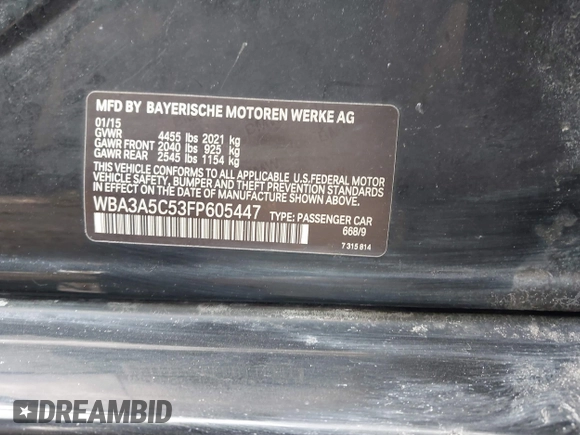 MFD BY BAYERISCHE MOTOREN WERKE AG
01/15
GVWR 4455 lbs 2021 kg
GAWR FRONT 2040 lbs 925 kg
GAWR REAR 2545 lbs 1154 kg
THIS VEHICLE CONFORMS TO ALL APPLICABLE U.S.FEDERAL MOTOR
VEHICLE SAFETY, BUMPER, AND THEFT PREVENTION STANDARDS
IN EFFECT ON THE DATE OF MANUFACTURE SHOWN ABOVE.
WBA3A5C53FP605447 TYPE: PASSENGER CAR
668/9
7 315 814
DREAMBID